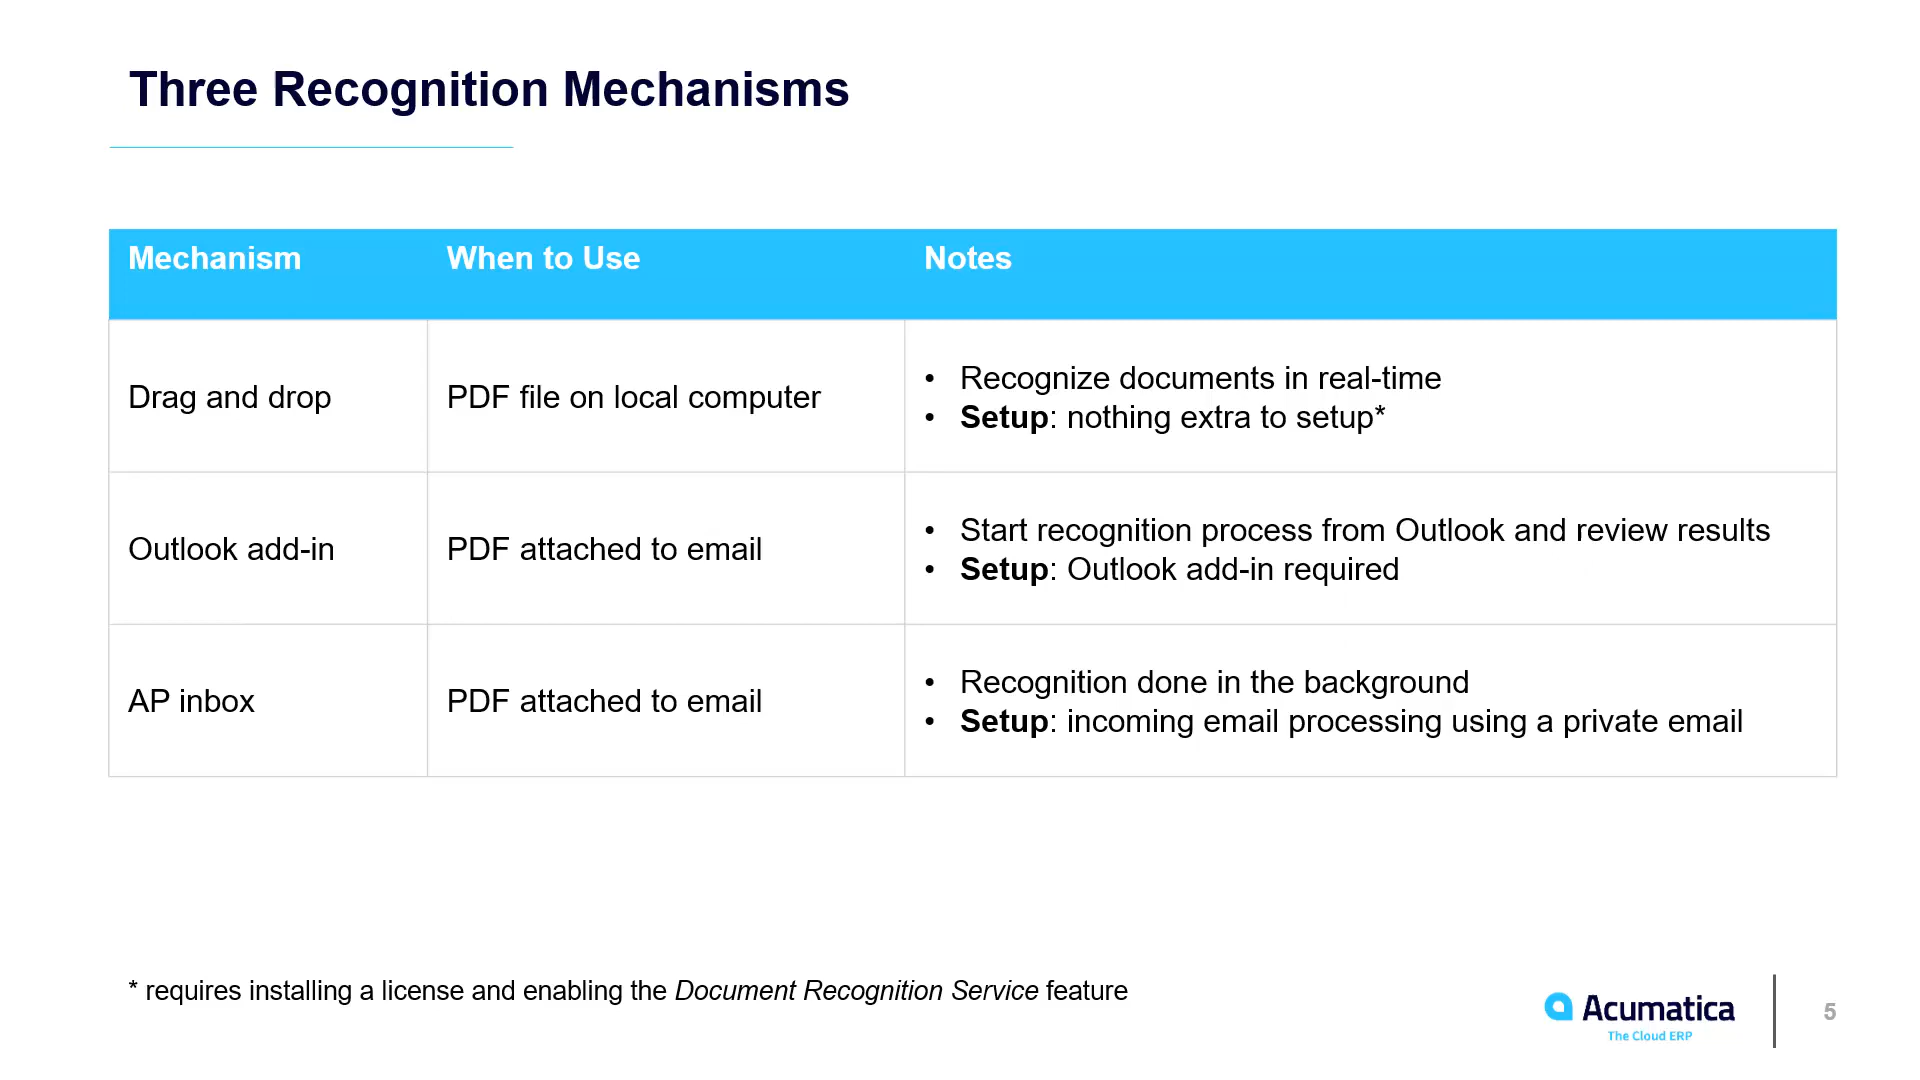 Three Recognition Mechanisms
Mechanism When to Use Notes
Drag and drop PDF file on local computer
• Recognize documents in real-time
• Setup: nothing extra to setup*
Outlook add-in PDF attached to email
• Start recognition process from Outlook and review results
• Setup: Outlook add-in required
AP inbox PDF attached to email
• Recognition done in the background
• Setup: incoming email processing using a private email
* requires installing a license and enabling the Document Recognition Service feature
Acumatica
The Cloud ERP
5